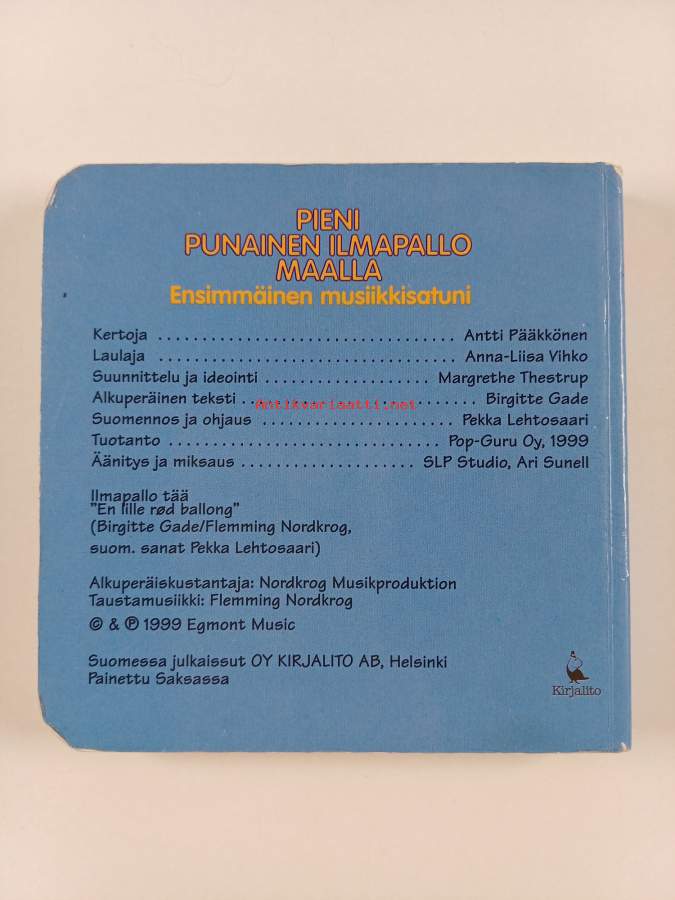 PIENI
PUNAINEN ILMAPALLO
MAALLA
Ensimmäinen musiikkisatuni
Kertoja .................................. Antti Pääkkönen
Laulaja .................................. Anna-Liisa Vihko
Suunnittelu ja ideointi .................... Margrethe Thestrup
Alkuperäinen teksti ........................ Birgitte Gade
Antikvariaatti.net
Suomennos ja ohjaus ...................... Pekka Lehtosaari
Tuotanto ............................... Pop-Guru Oy, 1999
Äänitys ja miksaus .................... SLP Studio, Ari Sunell
Ilmapallo tää
"En lille rød ballong"
(Birgitte Gade/Flemming Nordkrog,
suom. sanat Pekka Lehtosaari)
Alkuperäiskustantaja: Nordkrog Musikproduktion
Taustamusiikki: Flemming Nordkrog
© & ℗ 1999 Egmont Music
Suomessa julkaissut OY KIRJALITO AB, Helsinki
Painettu Saksassa
Kirjalito